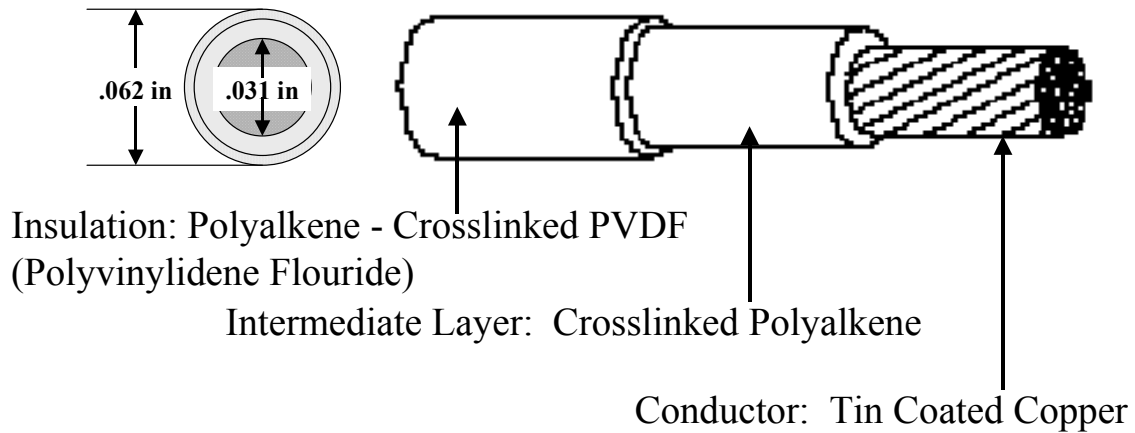 .062 in
.031 in
Insulation: Polyalkene - Crosslinked PVDF
(Polyvinylidene Flouride)
Intermediate Layer:  Crosslinked Polyalkene
Conductor:  Tin Coated Copper